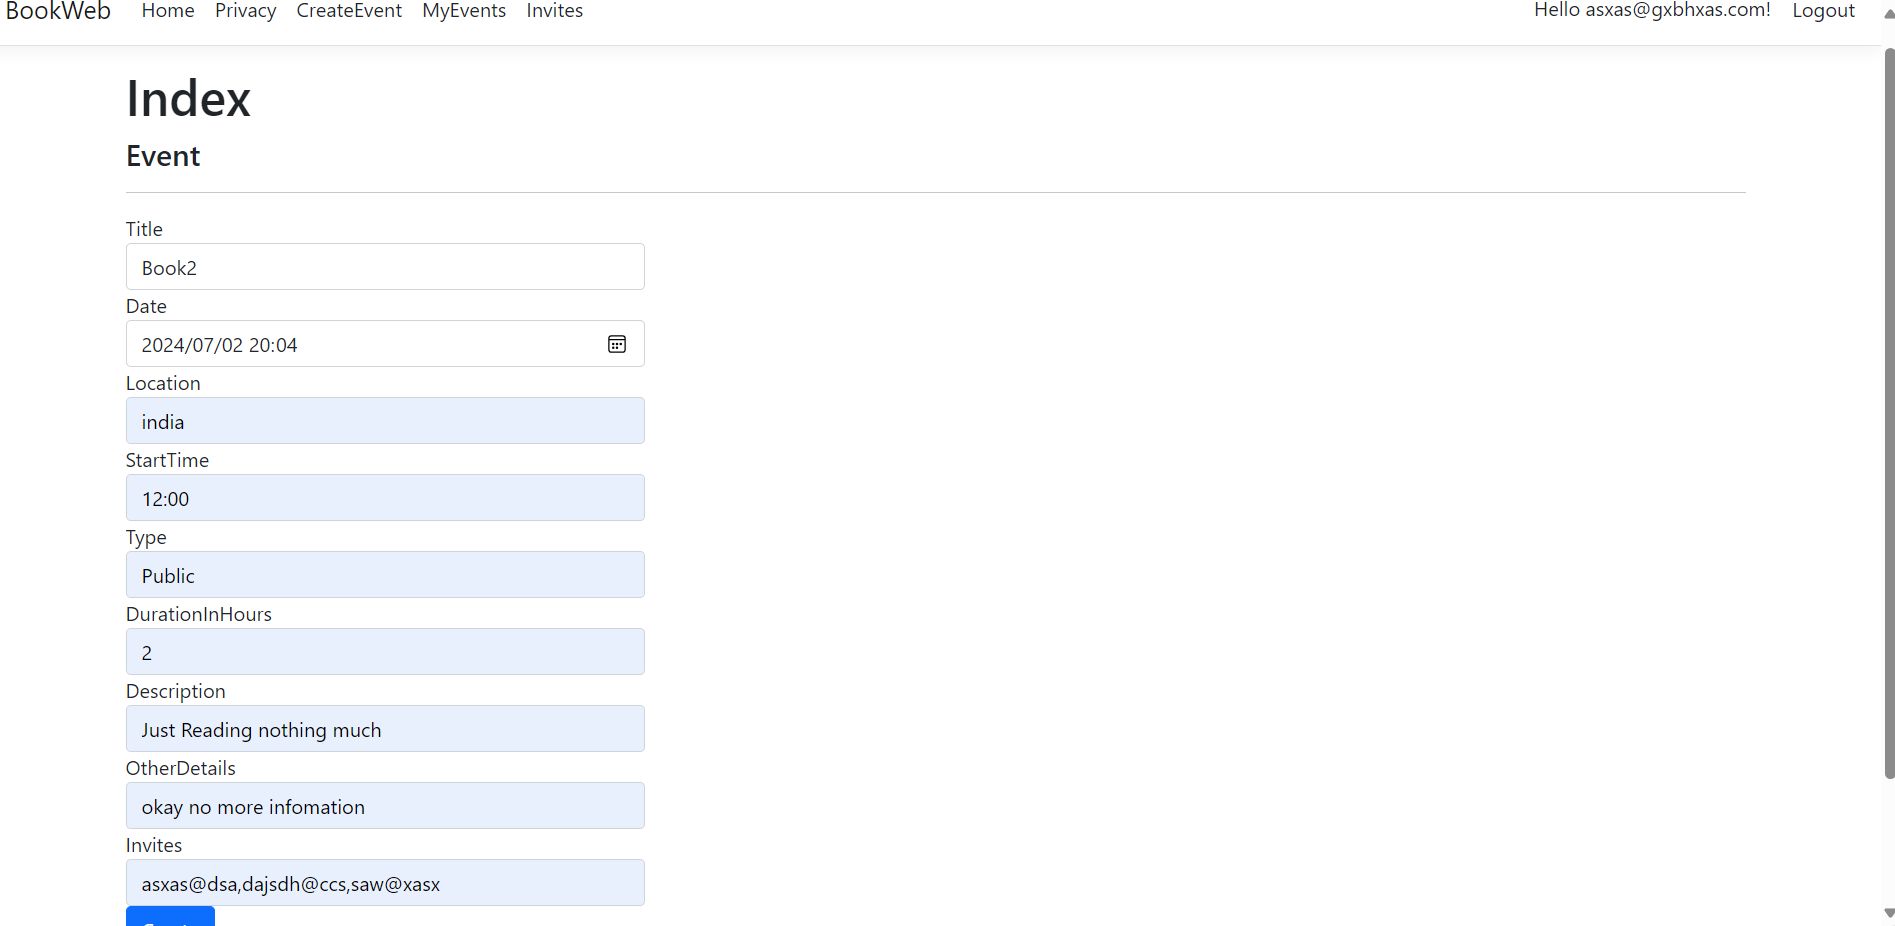 BookWeb Home Privacy CreateEvent MyEvents Invites Hello asxas@gxbhxas.com! Logout
Index
Event
Title
Book2
Date
2024/07/02 20:04
Location
india
StartTime
12:00
Type
Public
DurationInHours
2
Description
Just Reading nothing much
OtherDetails
okay no more infomation
Invites
asxas@dsa,dajsdh@ccs,saw@xasx